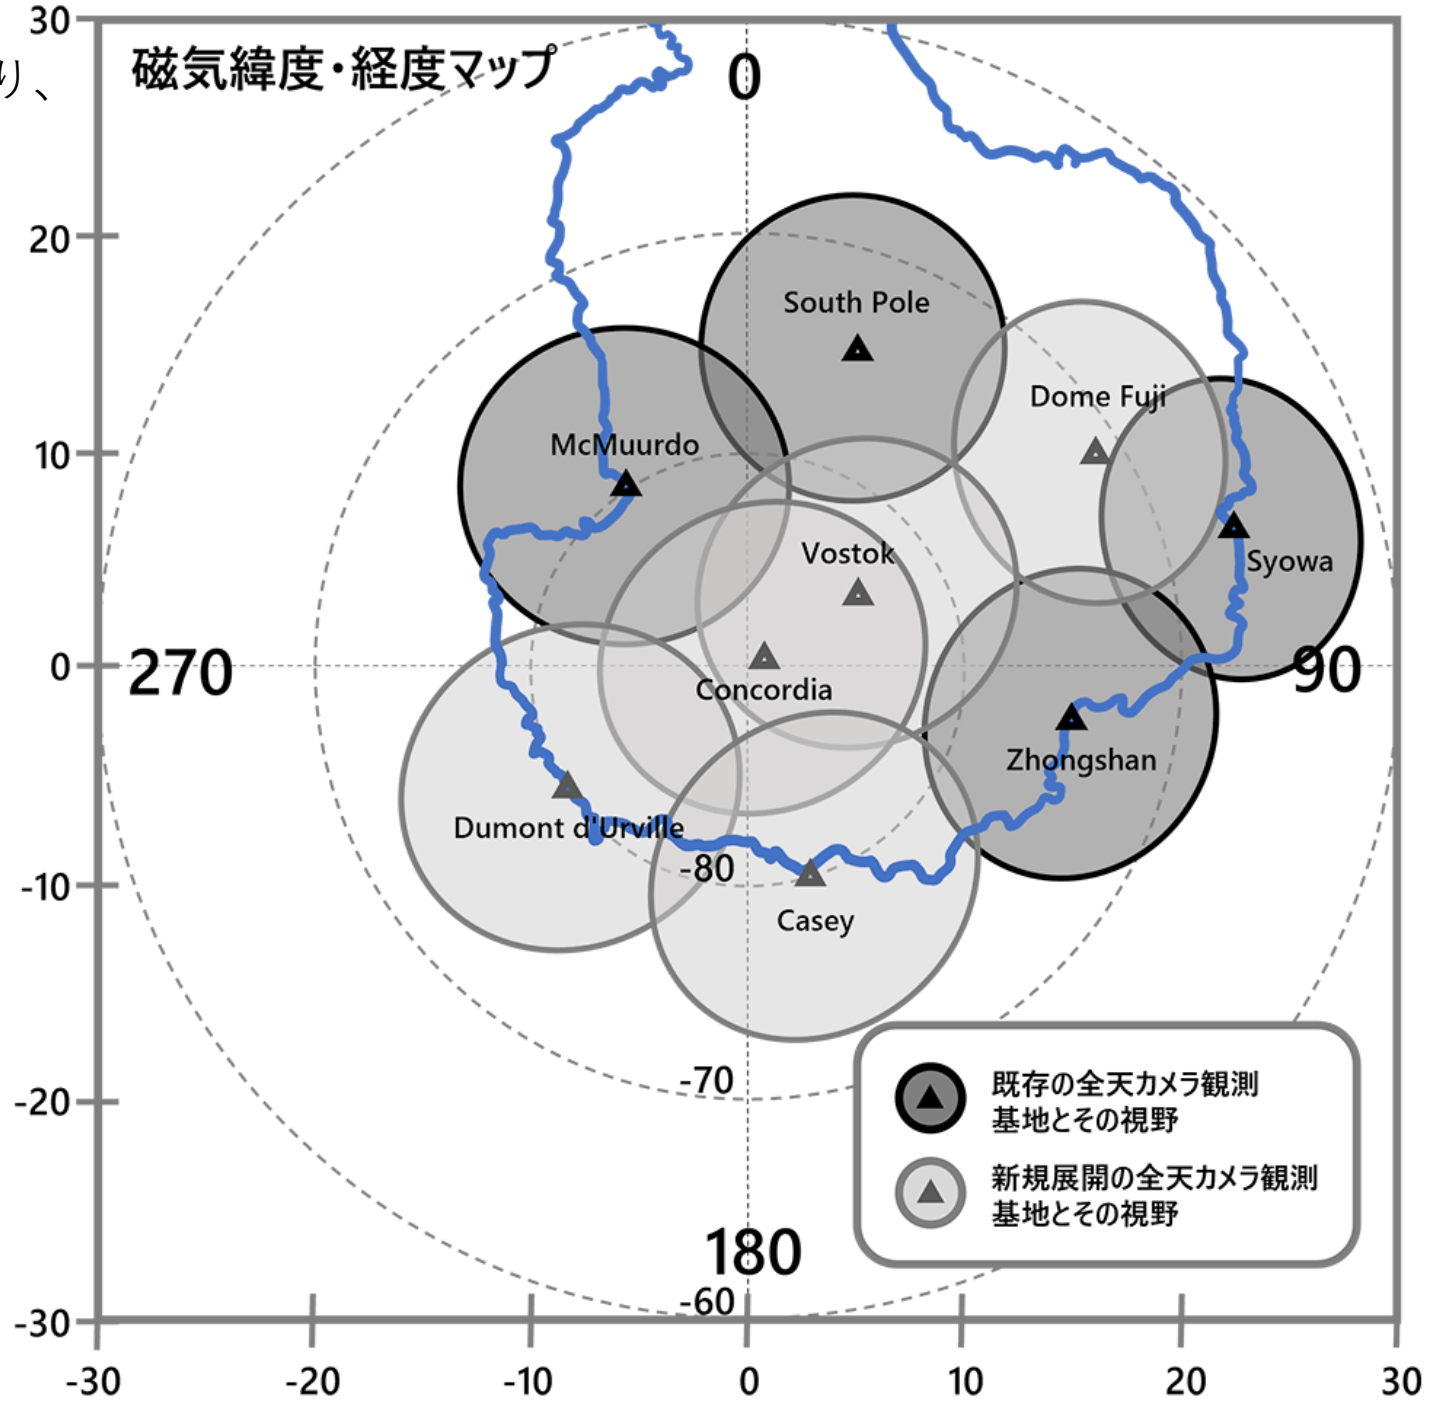 30
り、
磁気緯度・経度マップ
0
20
South Pole
Dome Fuji
10
McMuurdo
Vostok
Syowa
0
270
90
Concordia
Zhongshan
Dumont d'Urville
-80
-10
Casey
-70
-20
既存の全天カメラ観測
基地とその視野
新規展開の全天カメラ観測
基地とその視野
180
-60
-30
-30
-20
-10
0
10
20
30